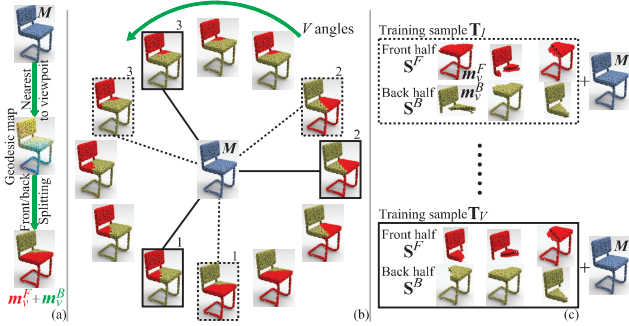 M
Nearest
to viewport
Geodesic map
Front/back
Splitting
m_v^F + m_v^B
(a)
V angles
3
3
2
2
1
1
M
(b)
Training sample T_1
Front half
S^F
m_v^F
Back half
S^B
m_v^B
+
M
Training sample T_V
Front half
S^F
Back half
S^B
+
M
(c)